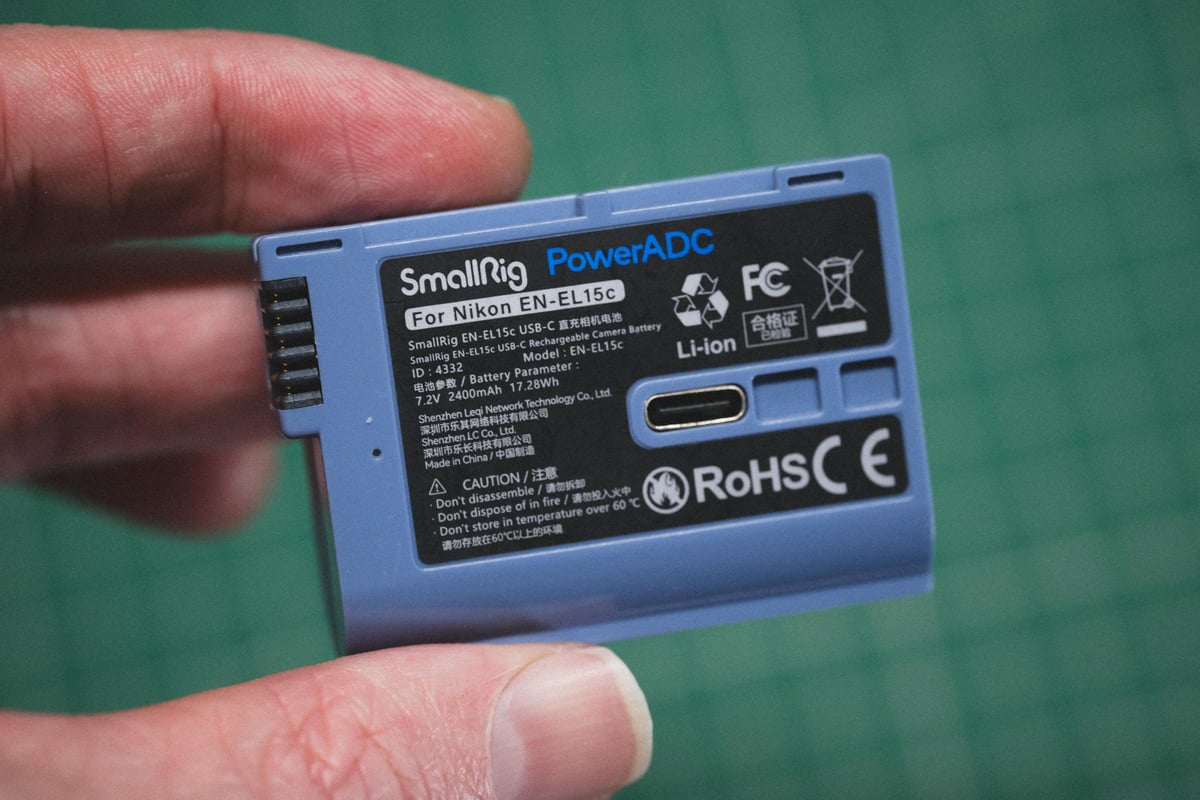 SmallRig PowerADC
For Nikon EN-EL15c
SmallRig EN-EL15c USB-C 直充相机电池
SmallRig EN-EL15c USB-C Rechargeable Camera Battery
ID : 4332 Model : EN-EL15c
电池参数 / Battery Parameter :
7.2V 2400mAh 17.28Wh
Shenzhen Leqi Network Technology Co., Ltd.
深圳市乐其网络科技有限公司
Shenzhen LC Co., Ltd.
深圳市乐长科技有限公司
Made in China / 中国制造
CAUTION / 注意
· Don't disassemble / 请勿拆卸
· Don't dispose of in fire / 请勿投入火中
· Don't store in temperature over 60 ℃
请勿存放在60℃以上的环境
Li-ion
FC
合格证
已检验
RoHS CE